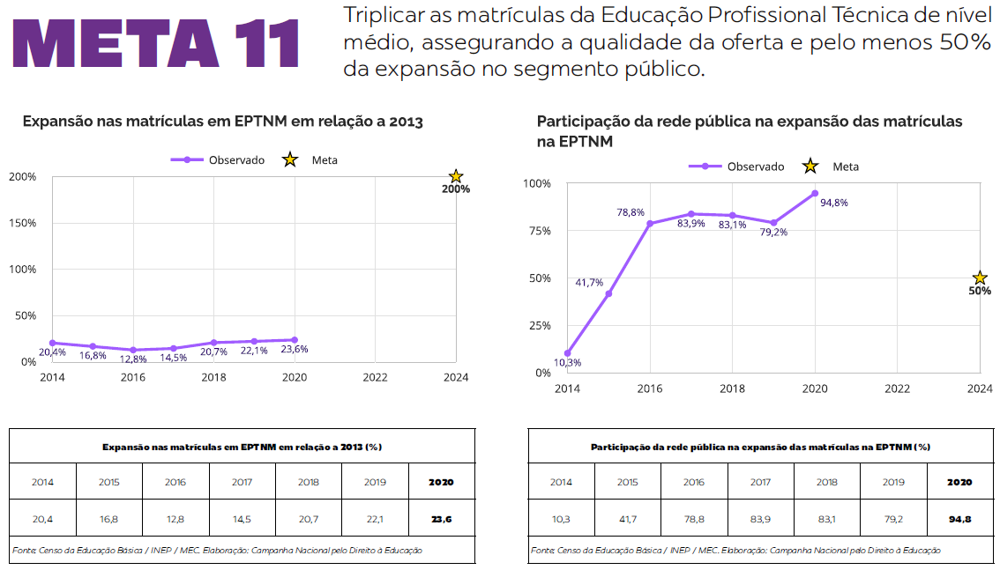 META 11
Triplicar as matrículas da Educação Profissional Técnica de nível
médio, assegurando a qualidade da oferta e pelo menos 50%
da expansão no segmento público.
Expansão nas matrículas em EPTNM em relação a 2013
Observado Meta
200%
150%
100%
50%
0%
200%
20,4% 16,8% 12,8% 14,5% 20,7% 22,1% 23,6%
2014 2016 2018 2020 2022 2024
Participação da rede pública na expansão das matrículas
na EPTNM
Observado Meta
100%
75%
50%
25%
0%
10,3% 41,7% 78,8% 83,9% 83,1% 79,2% 94,8%
50%
2014 2016 2018 2020 2022 2024
Expansão nas matrículas em EPTNM em relação a 2013 (%)
2014 2015 2016 2017 2018 2019 2020
20,4 16,8 12,8 14,5 20,7 22,1 23,6
Fonte: Censo da Educação Básica / INEP / MEC. Elaboração: Campanha Nacional pelo Direito à Educação
Participação da rede pública na expansão das matrículas na EPTNM (%)
2014 2015 2016 2017 2018 2019 2020
10,3 41,7 78,8 83,9 83,1 79,2 94,8
Fonte: Censo da Educação Básica / INEP / MEC. Elaboração: Campanha Nacional pelo Direito à Educação